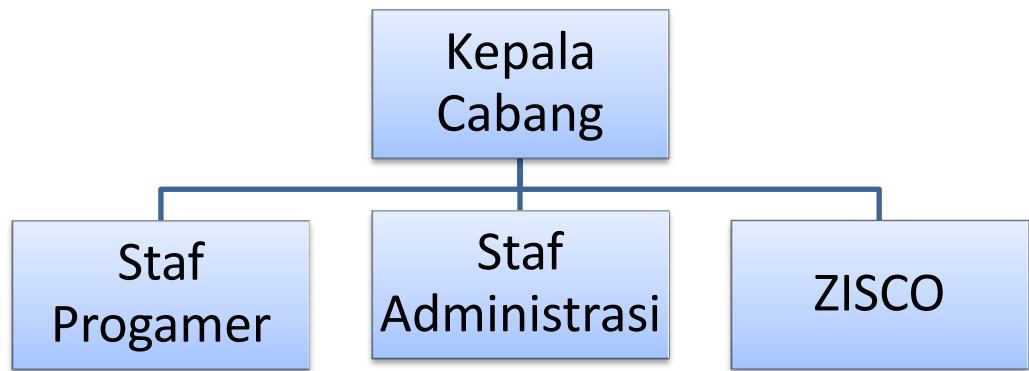 Kepala
Cabang
Staf
Progamer
Staf
Administrasi
ZISCO